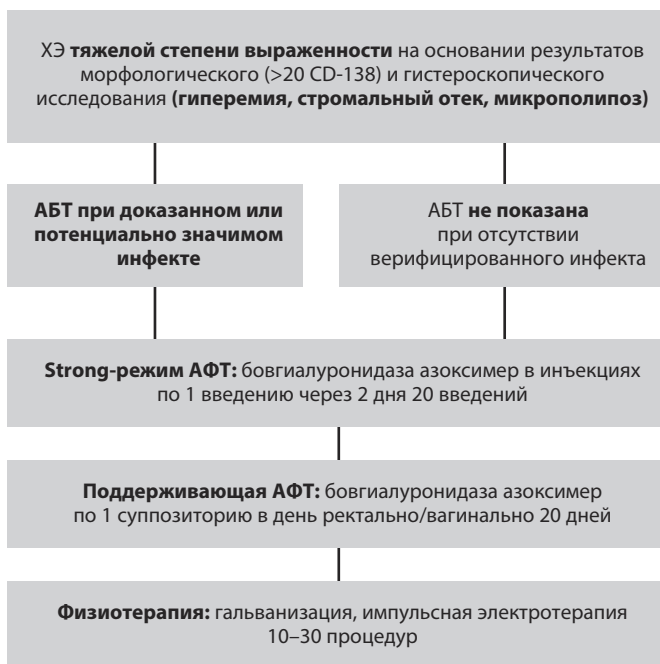 ХЭ тяжелой степени выраженности на основании результатов
морфологического (>20 CD-138) и гистероскопического
исследования (гиперемия, стромальный отек, микрополипоз)
АБТ при доказанном или
потенциально значимом
инфекте
АБТ не показана
при отсутствии
верифицированного инфекта
Strong-режим АФТ: бовгиалуронидаза азоксимер в инъекциях
по 1 введению через 2 дня 20 введений
Поддерживающая АФТ: бовгиалуронидаза азоксимер
по 1 суппозиторию в день ректально/вагинально 20 дней
Физиотерапия: гальванизация, импульсная электротерапия
10–30 процедур